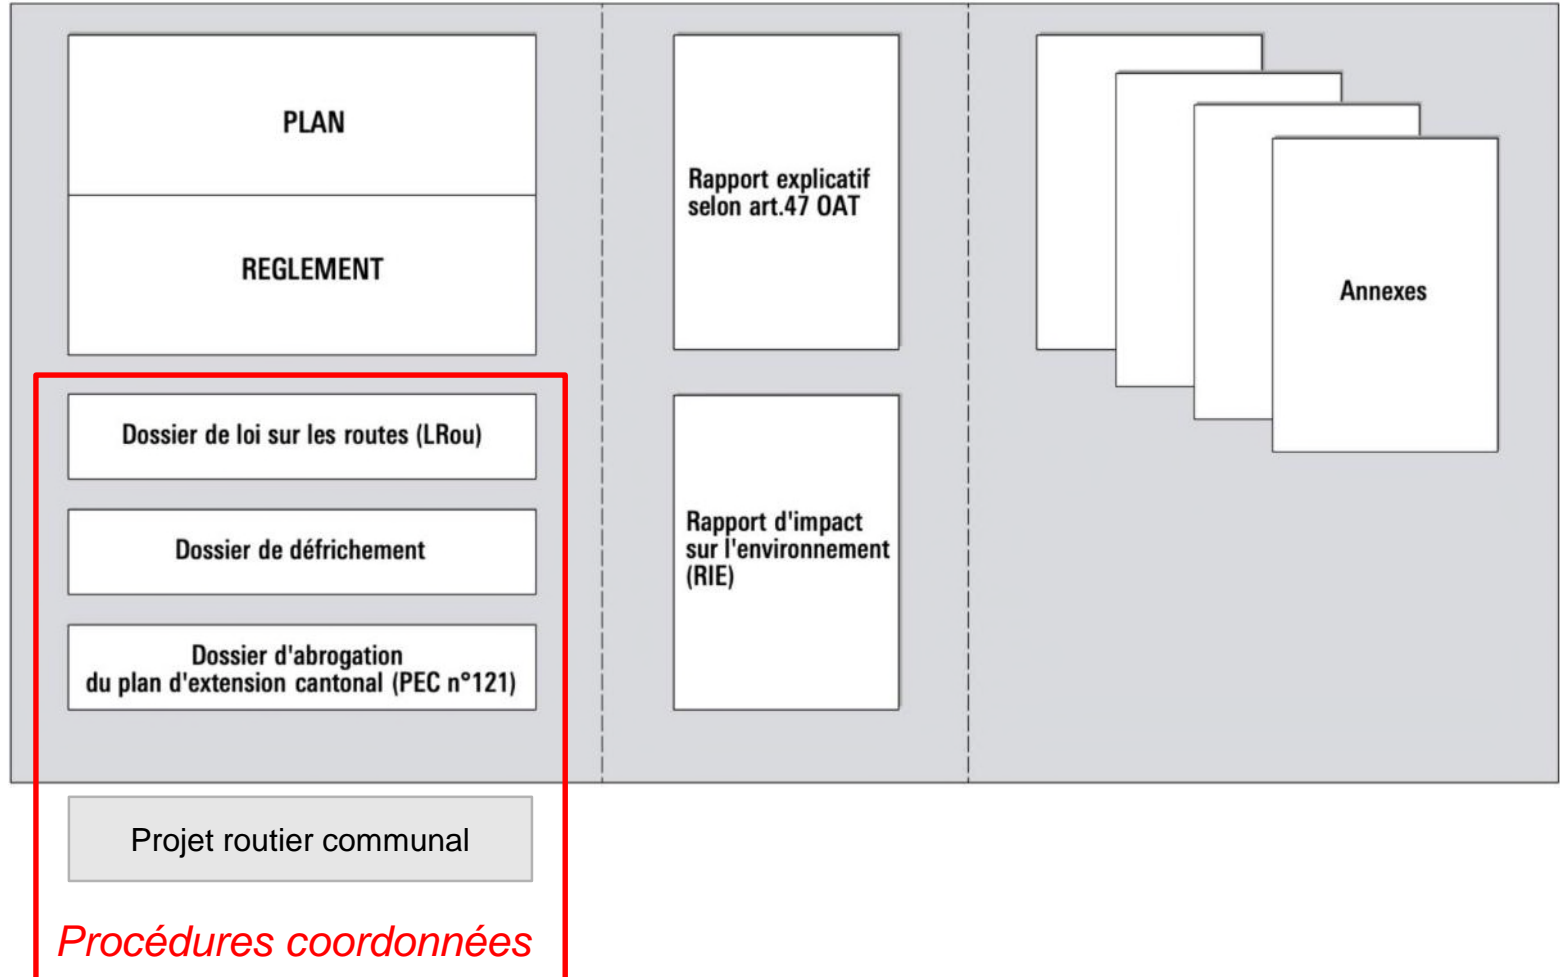 PLAN
REGLEMENT
Dossier de loi sur les routes (LRou)
Dossier de défrichement
Dossier d'abrogation
du plan d'extension cantonal (PEC n°121)
Projet routier communal
Procédures coordonnées
Rapport explicatif
selon art.47 OAT
Rapport d'impact
sur l'environnement
(RIE)
Annexes